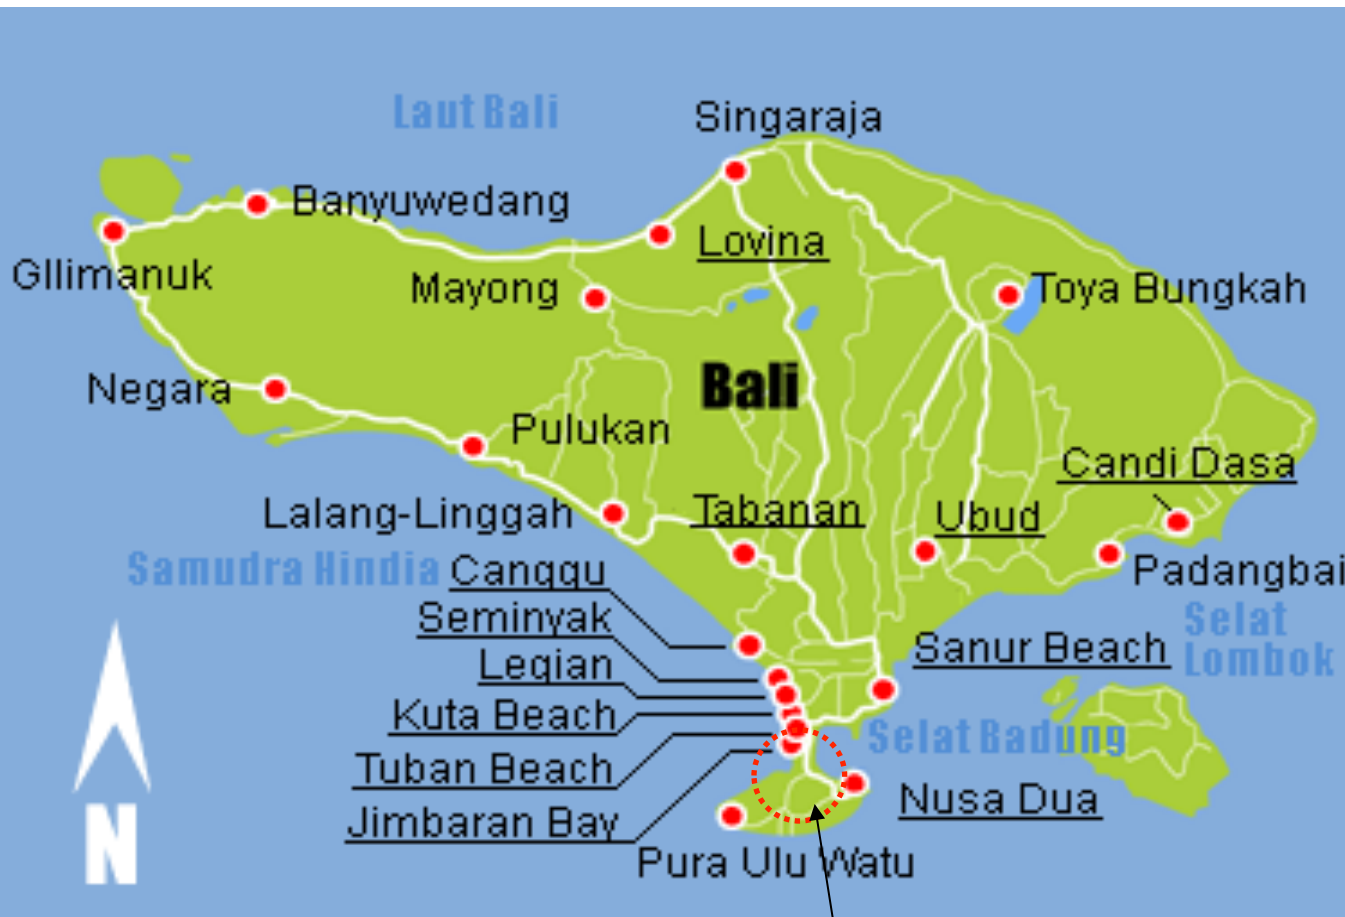 Laut Bali
Singaraja
Banyuwedang
Lovina
GIlimanuk
Mayong
Toya Bungkah
Negara
Bali
Pulukan
Candi Dasa
Lalang-Linggah
Tabanan
Ubud
Samudra Hindia
Canggu
Padangbai
Seminyak
Selat
Lombok
Sanur Beach
Legian
Kuta Beach
Selat Badung
Tuban Beach
Nusa Dua
Jimbaran Bay
Pura Ulu Watu
N